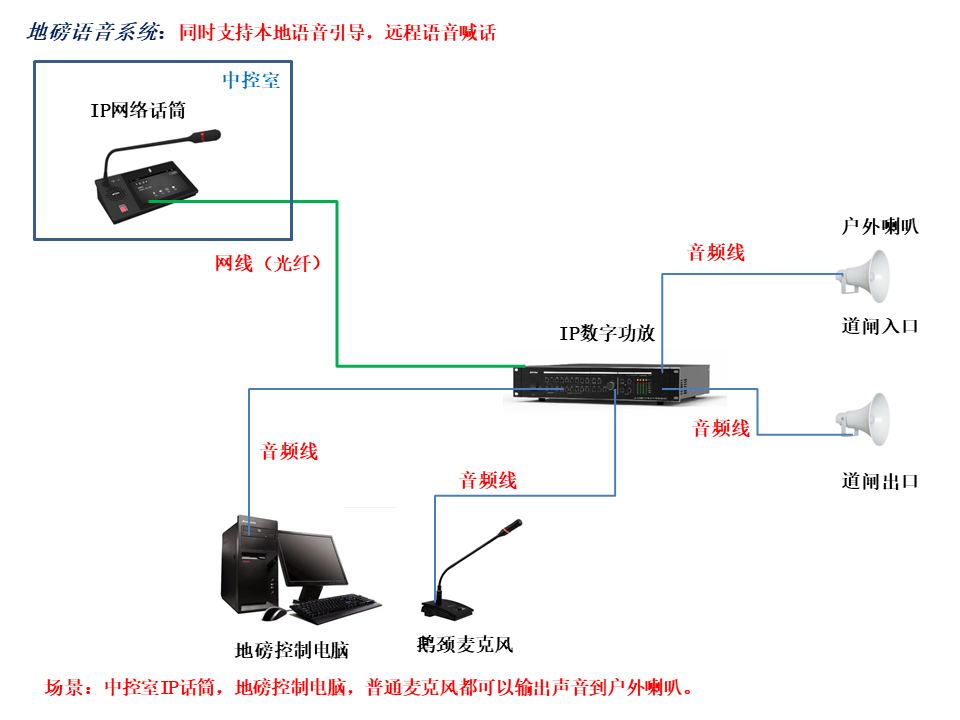 地磅语音系统：同时支持本地语音引导，远程语音喊话
中控室
IP网络话筒
网线（光纤）
户外喇叭
音频线
道闸入口
IP数字功放
音频线
音频线
道闸出口
音频线
地磅控制电脑
鹅颈麦克风
场景：中控室IP话筒，地磅控制电脑，普通麦克风都可以输出声音到户外喇叭。